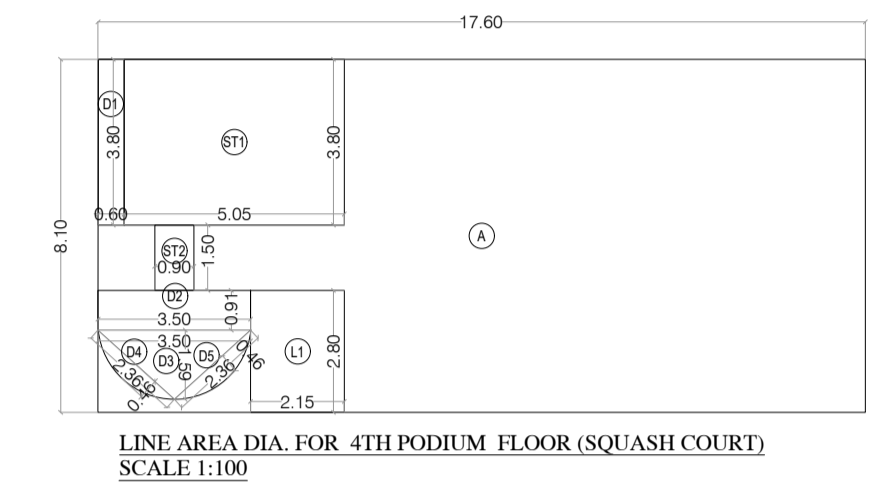 17.60
D1
3.80
ST1
3.80
0.60
5.05
8.10
ST2
0.90
1.50
A
D2
3.50
0.91
3.50
D4
D3
1.59
D5
0.46
L1
2.80
2.36
2.36
0.46
2.15
LINE AREA DIA. FOR 4TH PODIUM FLOOR (SQUASH COURT)
SCALE 1:100